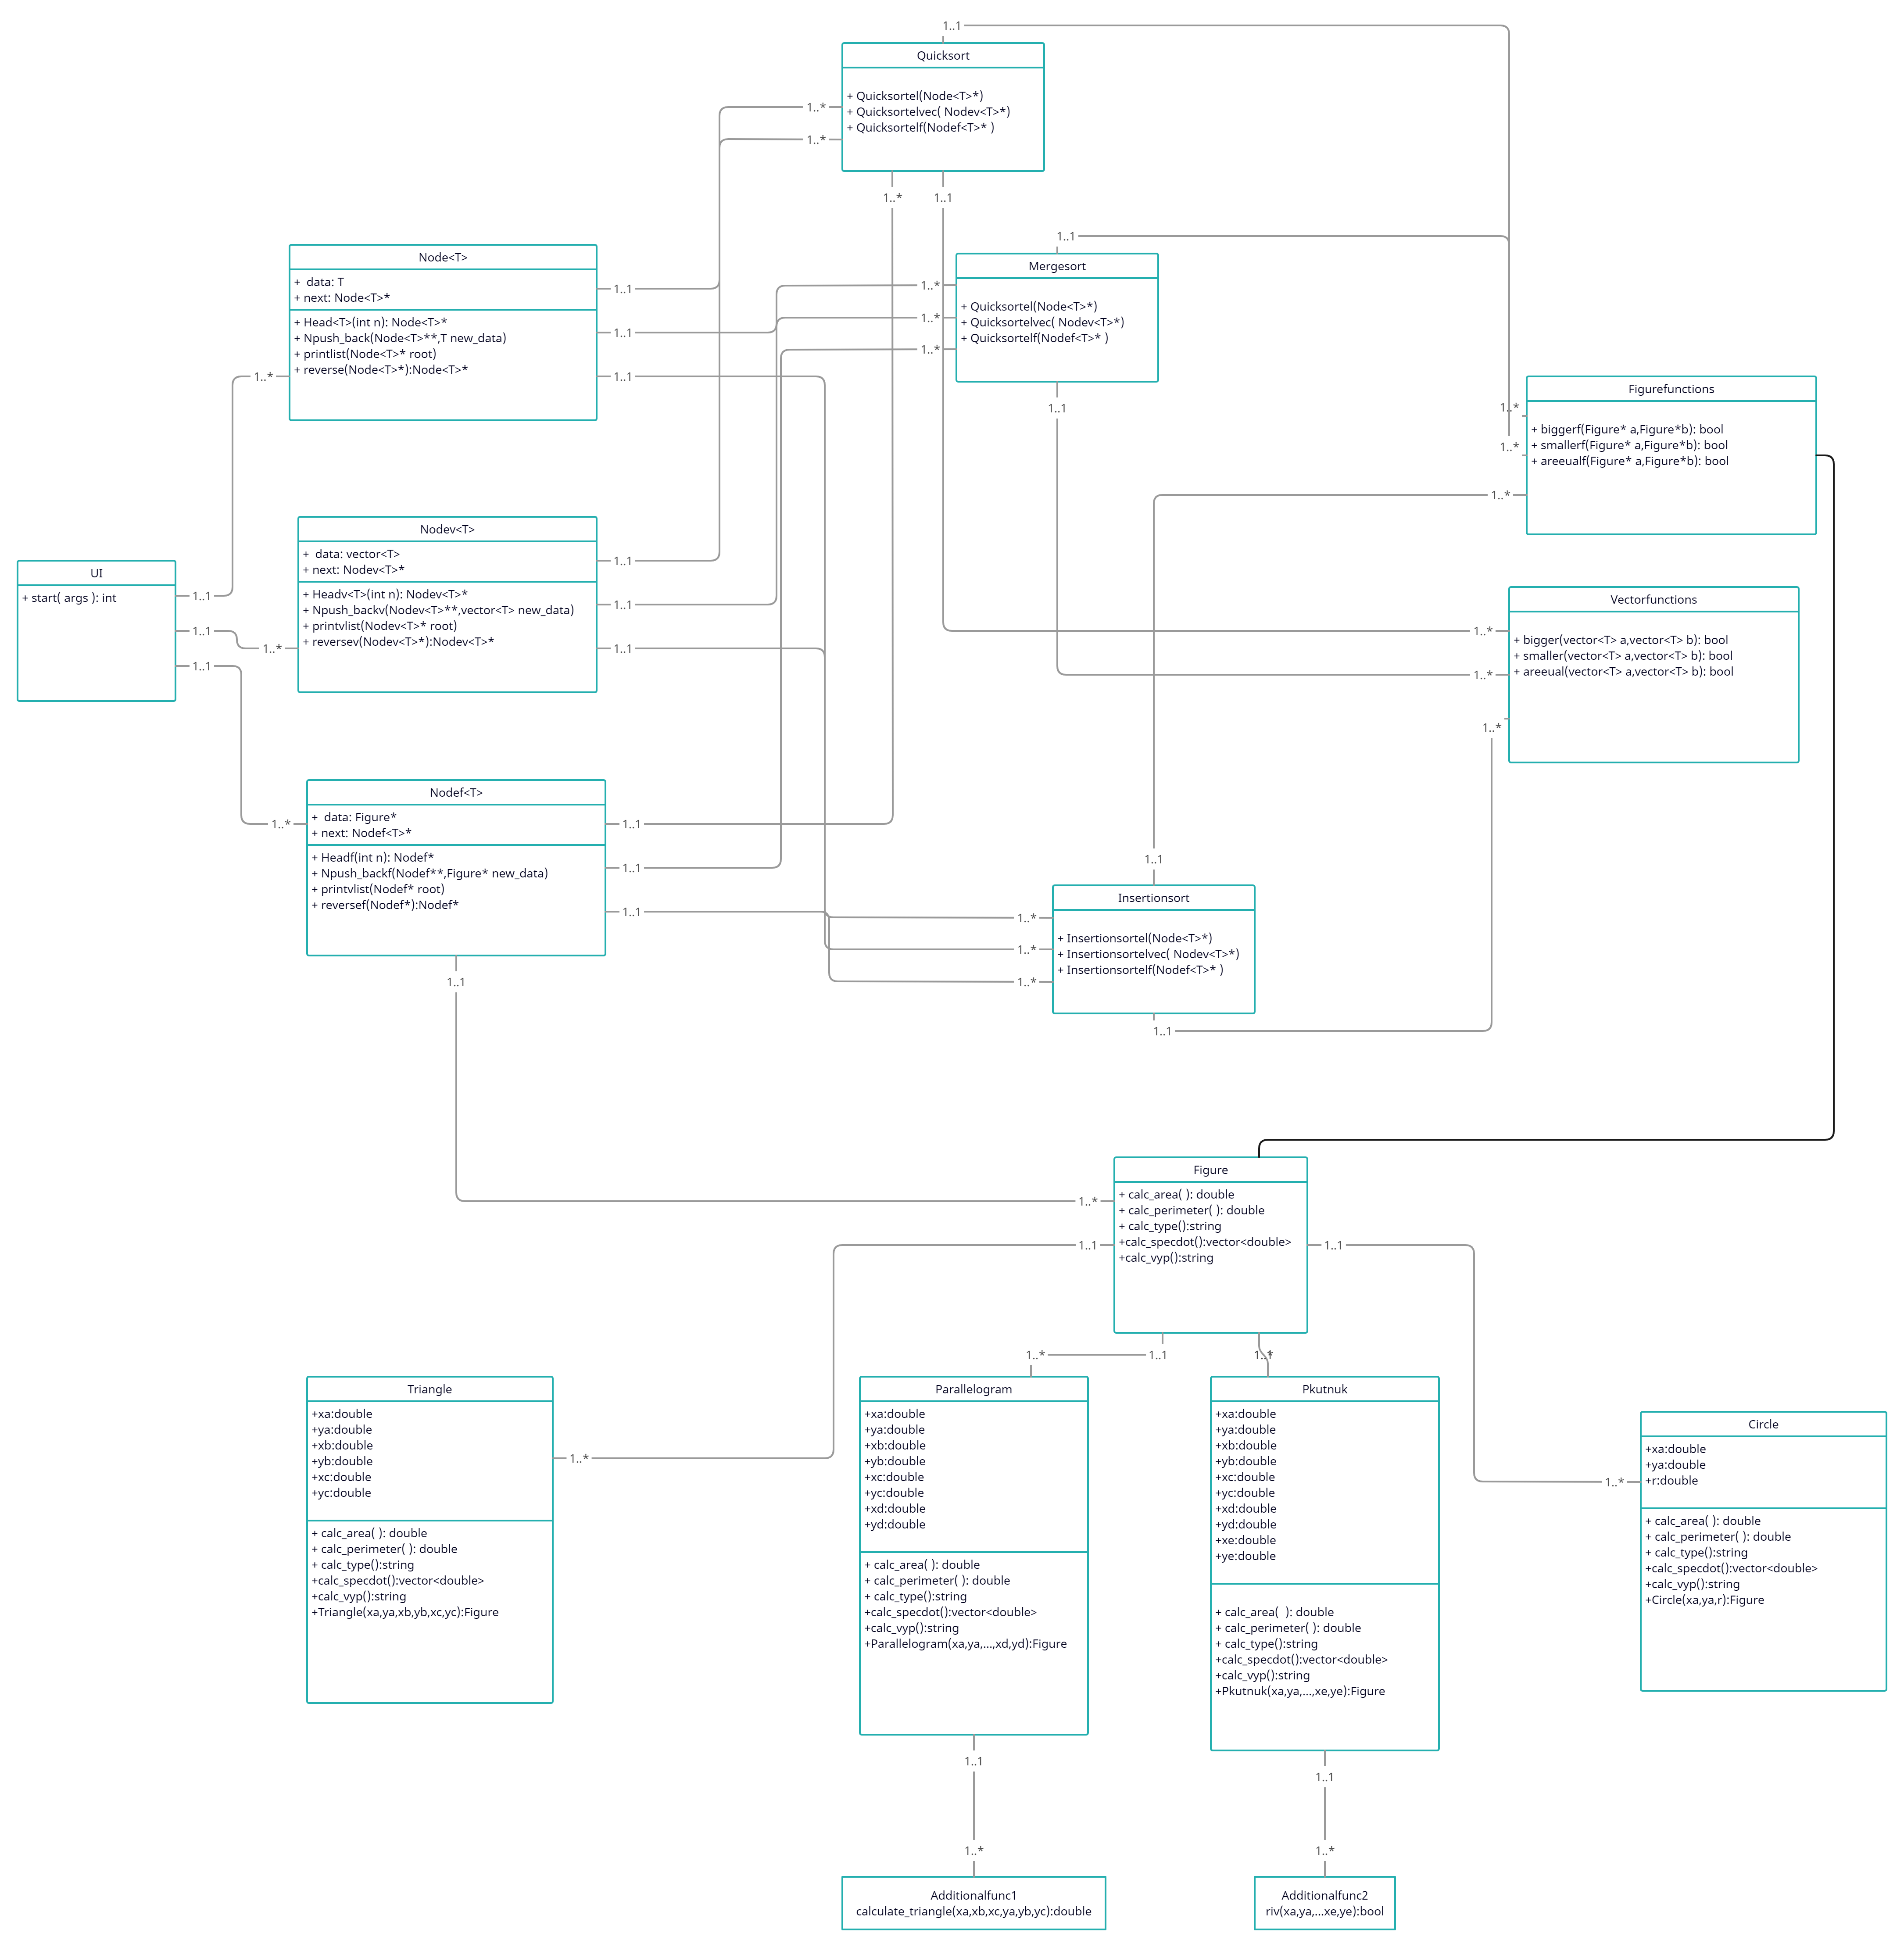 1..1
Quicksort
+ Quicksortel(Node<T>*)
+ Quicksortelvec( Nodev<T>*)
+ Quicksortelf(Nodef<T>* )
1..*
1..*
1..*
1..1
Node<T>
+  data: T
+ next: Node<T>*
+ Head<T>(int n): Node<T>*
+ Npush_back(Node<T>**,T new_data)
+ printlist(Node<T>* root)
+ reverse(Node<T>*):Node<T>*
1..1
1..1
1..1
1..*
1..1
Mergesort
+ Quicksortel(Node<T>*)
+ Quicksortelvec( Nodev<T>*)
+ Quicksortelf(Nodef<T>* )
1..*
1..*
1..*
1..1
Figurefunctions
+ biggerf(Figure* a,Figure*b): bool
+ smallerf(Figure* a,Figure*b): bool
+ areeualf(Figure* a,Figure*b): bool
1..*
1..*
1..*
UI
+ start( args ): int
1..1
1..1
1..1
Nodev<T>
+  data: vector<T>
+ next: Nodev<T>*
+ Headv<T>(int n): Nodev<T>*
+ Npush_backv(Nodev<T>**,vector<T> new_data)
+ printvlist(Nodev<T>* root)
+ reversev(Nodev<T>*):Nodev<T>*
1..1
1..1
1..1
1..*
Vectorfunctions
+ bigger(vector<T> a,vector<T> b): bool
+ smaller(vector<T> a,vector<T> b): bool
+ areeual(vector<T> a,vector<T> b): bool
1..*
1..*
1..*
Nodef<T>
+  data: Figure*
+ next: Nodef<T>*
+ Headf(int n): Nodef*
+ Npush_backf(Nodef**,Figure* new_data)
+ printvlist(Nodef* root)
+ reversef(Nodef*):Nodef*
1..*
1..1
1..1
1..1
1..1
1..1
Insertionsort
+ Insertionsortel(Node<T>*)
+ Insertionsortelvec( Nodev<T>*)
+ Insertionsortelf(Nodef<T>* )
1..*
1..*
1..*
1..1
Figure
+ calc_area( ): double
+ calc_perimeter( ): double
+ calc_type():string
+calc_specdot():vector<double>
+calc_vyp():string
1..*
1..1
1..1
1..*
1..1
Triangle
+xa:double
+ya:double
+xb:double
+yb:double
+xc:double
+yc:double
+ calc_area( ): double
+ calc_perimeter( ): double
+ calc_type():string
+calc_specdot():vector<double>
+calc_vyp():string
+Triangle(xa,ya,xb,yb,xc,yc):Figure
1..*
Parallelogram
+xa:double
+ya:double
+xb:double
+yb:double
+xc:double
+yc:double
+xd:double
+yd:double
+ calc_area( ): double
+ calc_perimeter( ): double
+ calc_type():string
+calc_specdot():vector<double>
+calc_vyp():string
+Parallelogram(xa,ya,...,xd,yd):Figure
1..1
Pkutnuk
+xa:double
+ya:double
+xb:double
+yb:double
+xc:double
+yc:double
+xd:double
+yd:double
+xe:double
+ye:double
+ calc_area(  ): double
+ calc_perimeter( ): double
+ calc_type():string
+calc_specdot():vector<double>
+calc_vyp():string
+Pkutnuk(xa,ya,...,xe,ye):Figure
1..1
Circle
+xa:double
+ya:double
+r:double
+ calc_area( ): double
+ calc_perimeter( ): double
+ calc_type():string
+calc_specdot():vector<double>
+calc_vyp():string
+Circle(xa,ya,r):Figure
1..*
1..*
Additionalfunc1
calculate_triangle(xa,xb,xc,ya,yb,yc):double
1..*
Additionalfunc2
riv(xa,ya,...xe,ye):bool